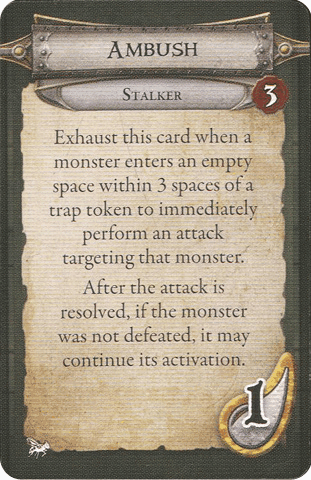 Ambush
Stalker
3
Exhaust this card when a
monster enters an empty
space within 3 spaces of a
trap token to immediately
perform an attack
targeting that monster.
After the attack is
resolved, if the monster
was not defeated, it may
continue its activation.
1